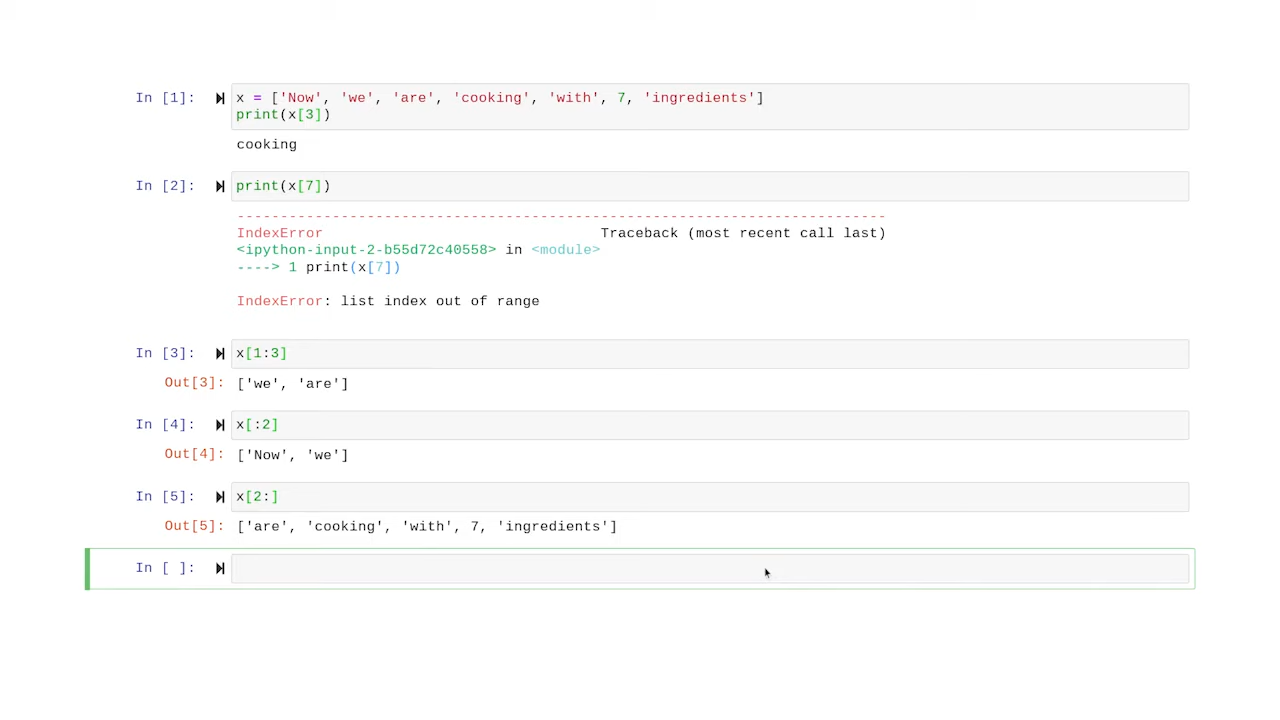 In [1]: x = ['Now', 'we', 'are', 'cooking', 'with', 7, 'ingredients']
print(x[3])
cooking
In [2]: print(x[7])
---------------------------------------------------------------------------
IndexError Traceback (most recent call last)
<ipython-input-2-b55d72c40558> in <module>
----> 1 print(x[7])
IndexError: list index out of range
In [3]: x[1:3]
Out[3]: ['we', 'are']
In [4]: x[:2]
Out[4]: ['Now', 'we']
In [5]: x[2:]
Out[5]: ['are', 'cooking', 'with', 7, 'ingredients']
In [ ]: